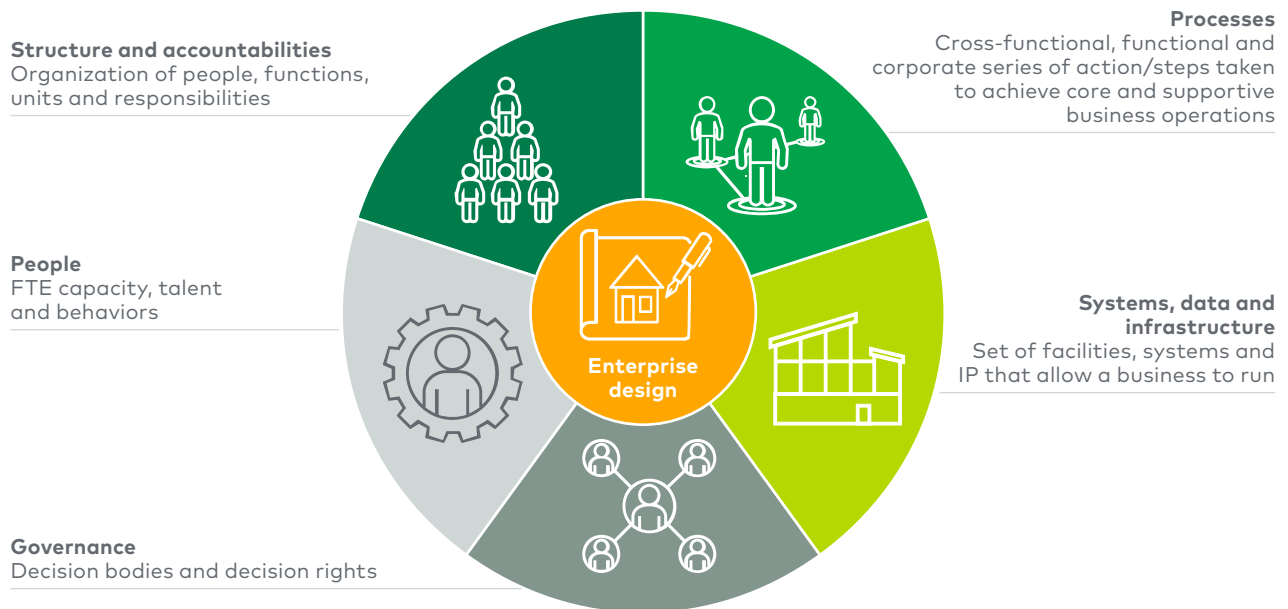 Structure and accountabilities
Organization of people, functions,
units and responsibilities
Processes
Cross-functional, functional and
corporate series of action/steps taken
to achieve core and supportive
business operations
People
FTE capacity, talent
and behaviors
Enterprise
design
Systems, data and
infrastructure
Set of facilities, systems and
IP that allow a business to run
Governance
Decision bodies and decision rights